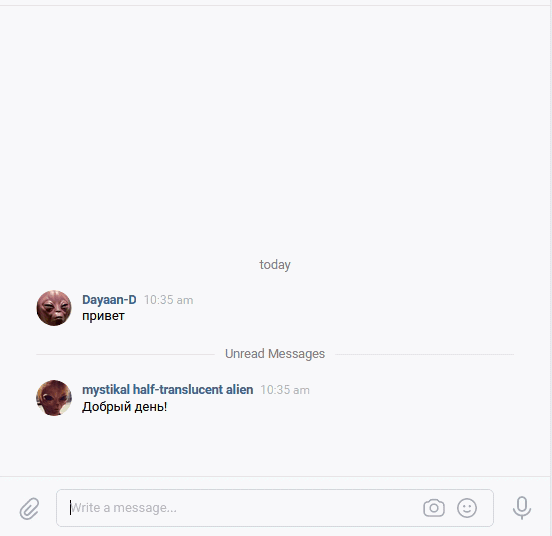 today
Dayaan-D 10:35 am
привет
Unread Messages
mystikal half-translucent alien 10:35 am
Добрый день!
Write a message...